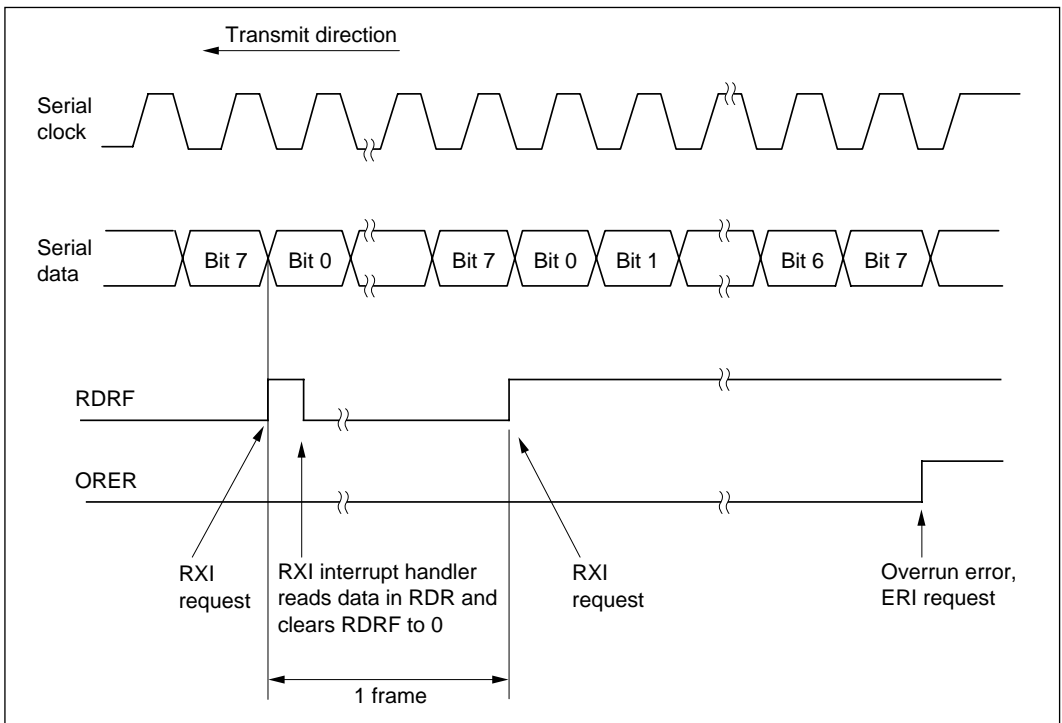 Transmit direction
Serial
clock
Serial
data
Bit 7
Bit 0
Bit 7
Bit 0
Bit 1
Bit 6
Bit 7
RDRF
ORER
RXI
request
RXI interrupt handler
reads data in RDR and
clears RDRF to 0
RXI
request
Overrun error,
ERI request
1 frame